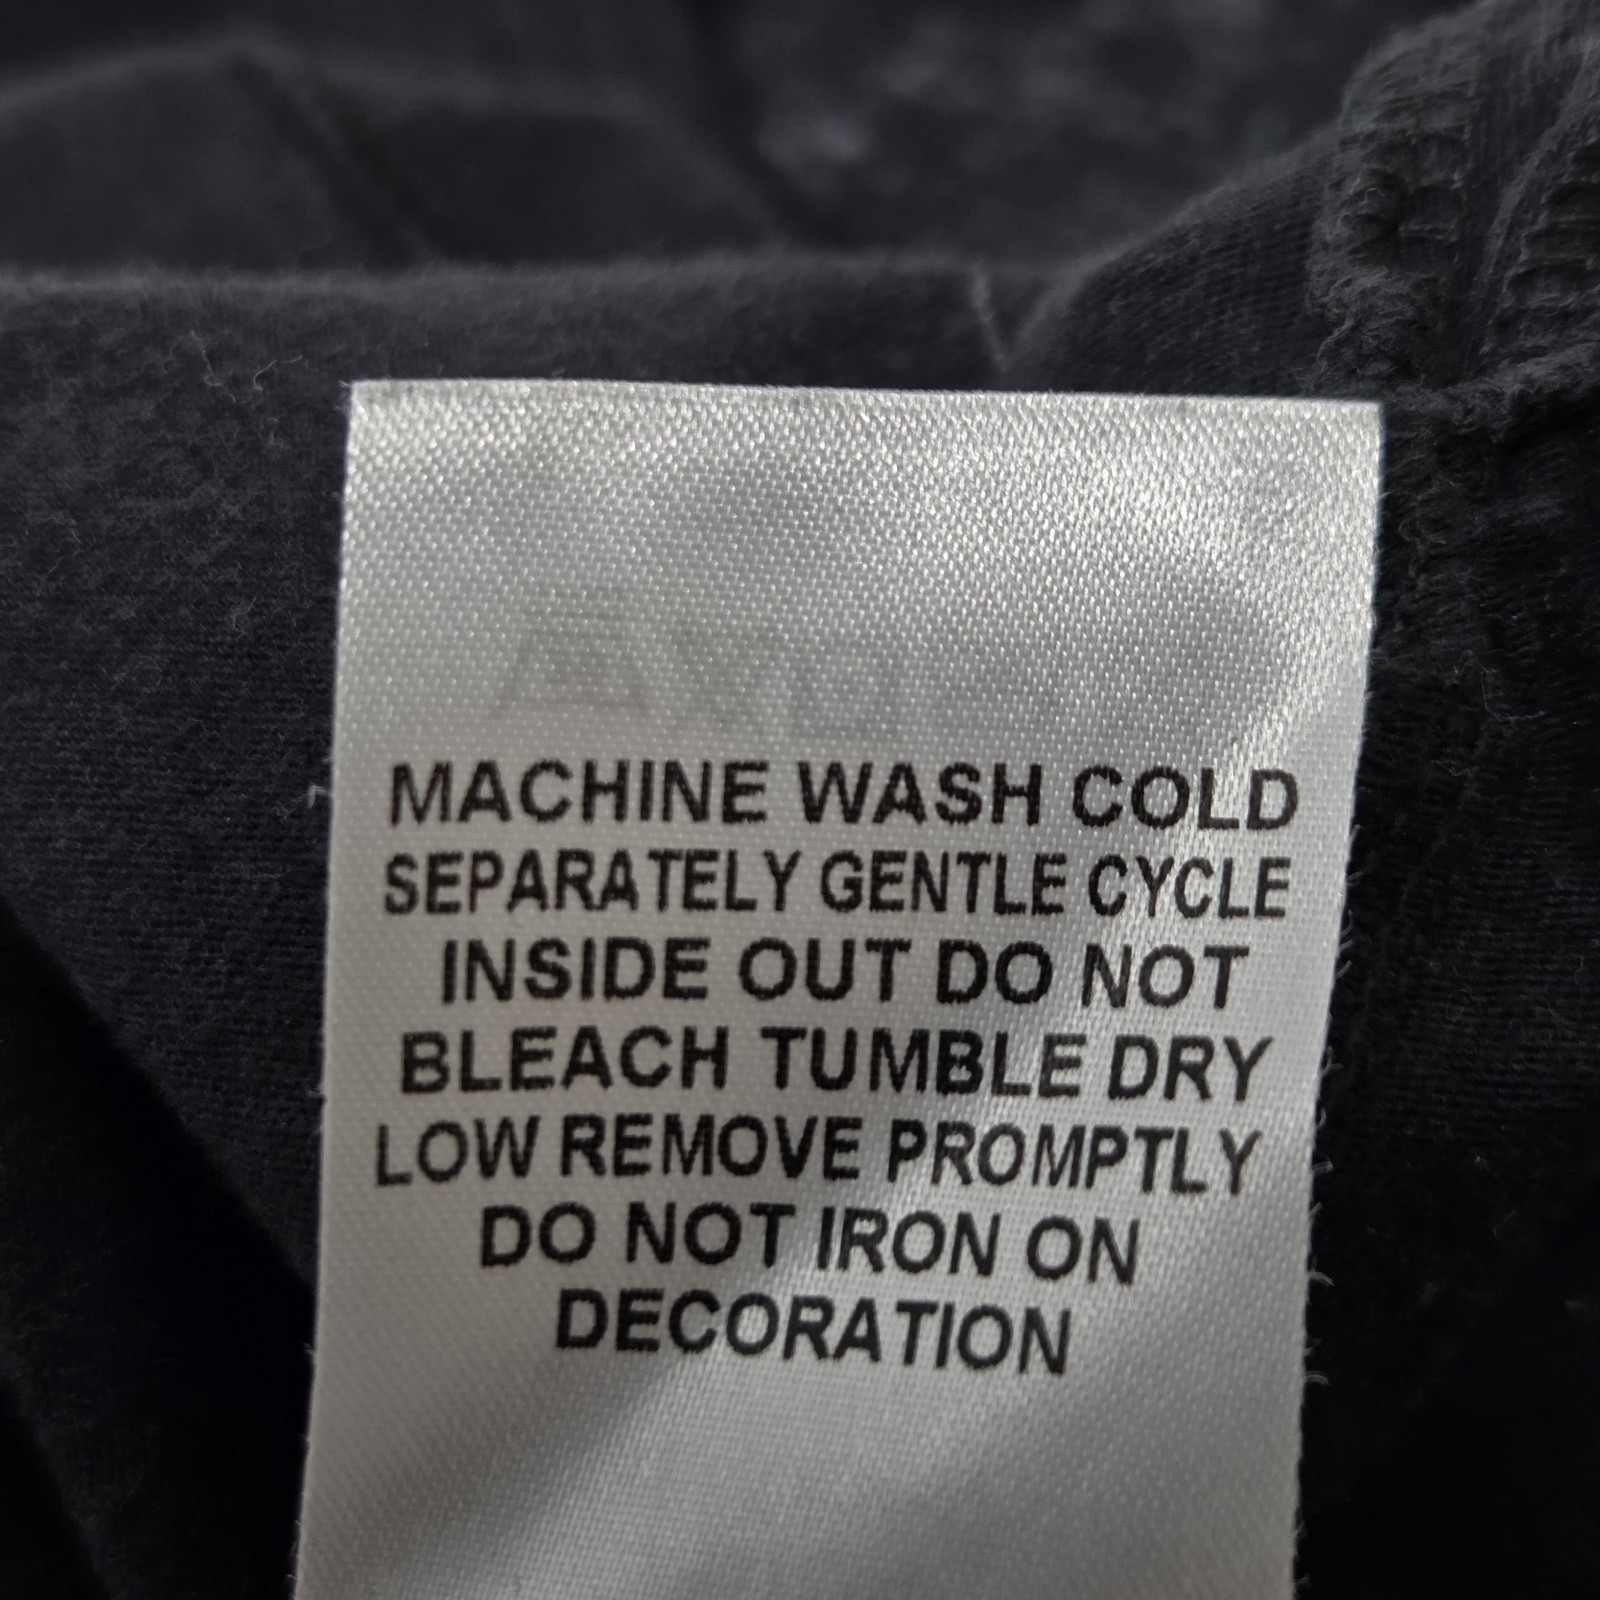 MACHINE WASH COLD
SEPARATELY GENTLE CYCLE
INSIDE OUT DO NOT
BLEACH TUMBLE DRY
LOW REMOVE PROMPTLY
DO NOT IRON ON
DECORATION